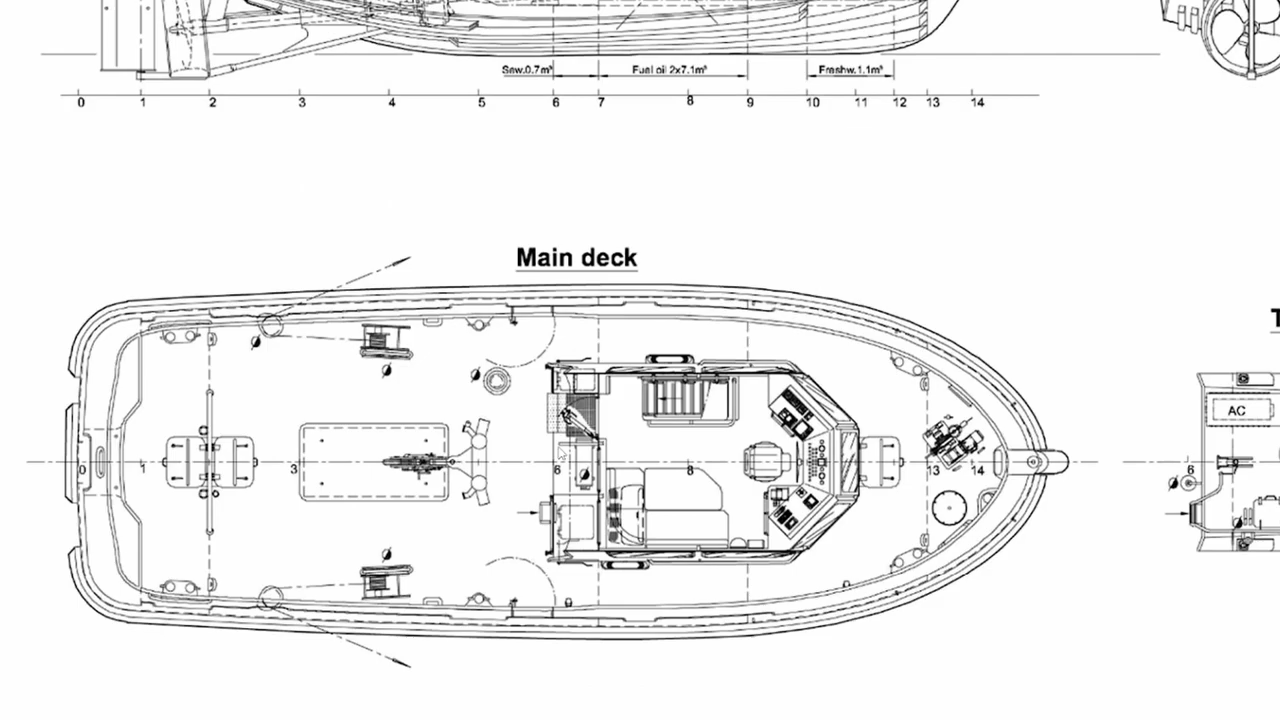 Sew.0.7m³ Fual oil 2x7.1m³ Freshw.1.1m³
0 1 2 3 4 5 6 7 8 9 10 11 12 13 14
Main deck
AC
0 1 3 6 8 13 14 6